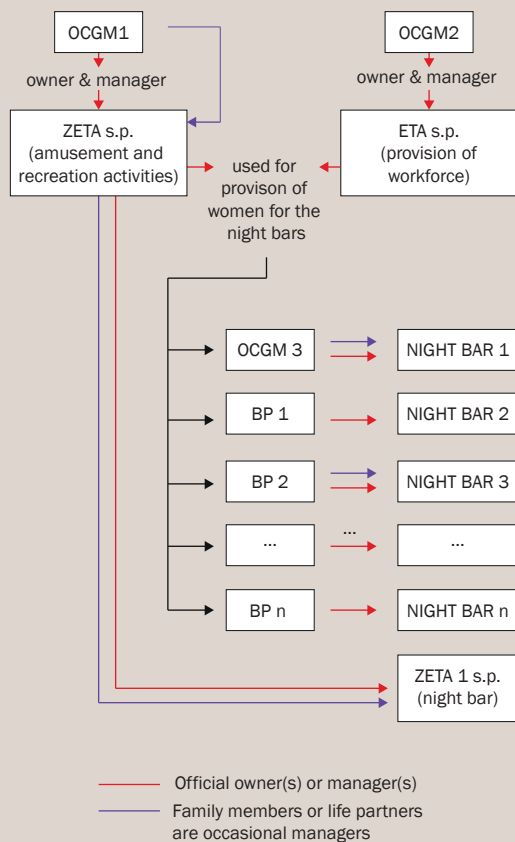 OCGM1
OCGM2
owner & manager
owner & manager
ZETA s.p.
(amusement and
recreation activities)
ETA s.p.
(provision of
workforce)
used for
provison of
women for the
night bars
OCGM 3
NIGHT BAR 1
BP 1
NIGHT BAR 2
BP 2
NIGHT BAR 3
...
...
...
BP n
NIGHT BAR n
ZETA 1 s.p.
(night bar)
Official owner(s) or manager(s)
Family members or life partners
are occasional managers